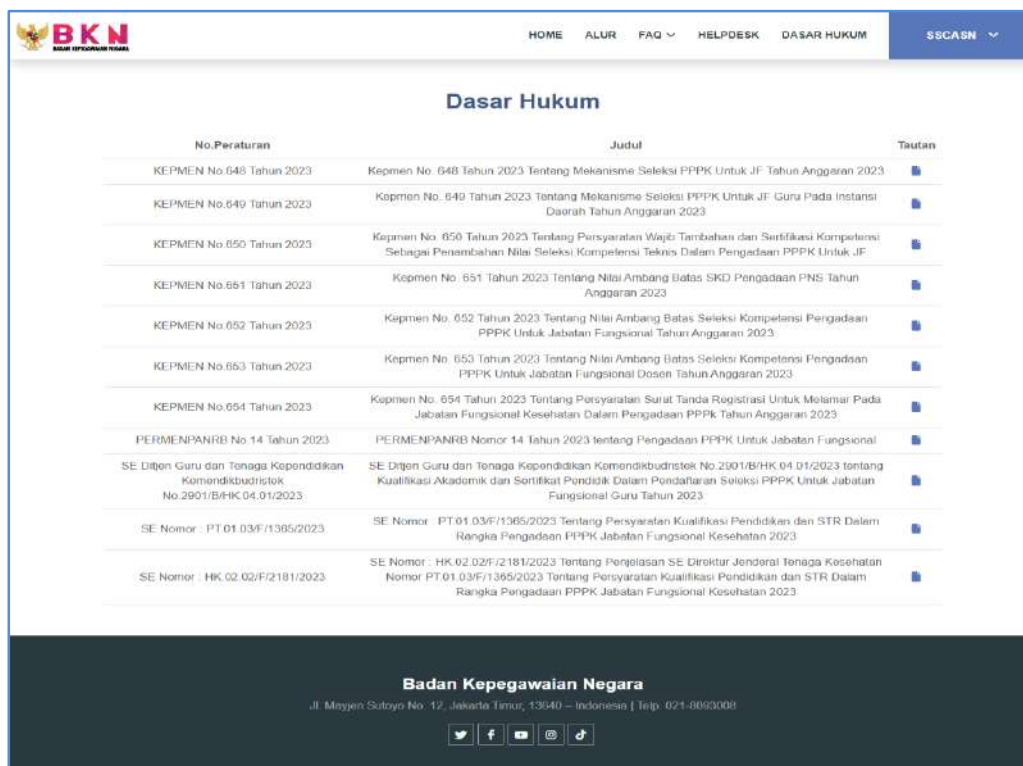 BKN
BADAN KEPEGAWAIAN NEGARA
HOME ALUR FAQ HELPDESK DASAR HUKUM SSCASN
Dasar Hukum
No.Peraturan Judul Tautan
KEPMEN No.648 Tahun 2023 Kepmen No. 648 Tahun 2023 Tentang Mekanisme Seleksi PPPK Untuk JF Tahun Anggaran 2023
KEPMEN No.649 Tahun 2023 Kepmen No. 649 Tahun 2023 Tentang Mekanisme Seleksi PPPK Untuk JF Guru Pada Instansi
Daerah Tahun Anggaran 2023
KEPMEN No.650 Tahun 2023 Kepmen No. 650 Tahun 2023 Tentang Persyaratan Wajib Tambahan dan Sertifikasi Kompetensi
Sebagai Penambahan Nilai Seleksi Kompetensi Teknis Dalam Pengadaan PPPK Untuk JF
KEPMEN No.651 Tahun 2023 Kepmen No. 651 Tahun 2023 Tentang Nilai Ambang Batas SKD Pengadaan PNS Tahun
Anggaran 2023
KEPMEN No.652 Tahun 2023 Kepmen No. 652 Tahun 2023 Tentang Nilai Ambang Batas Seleksi Kompetensi Pengadaan
PPPK Untuk Jabatan Fungsional Tahun Anggaran 2023
KEPMEN No.653 Tahun 2023 Kepmen No. 653 Tahun 2023 Tentang Nilai Ambang Batas Seleksi Kompetensi Pengadaan
PPPK Untuk Jabatan Fungsional Dosen Tahun Anggaran 2023
KEPMEN No.654 Tahun 2023 Kepmen No. 654 Tahun 2023 Tentang Persyaratan Surat Tanda Registrasi Untuk Melamar Pada
Jabatan Fungsional Kesehatan Dalam Pengadaan PPPk Tahun Anggaran 2023
PERMENPANRB No.14 Tahun 2023 PERMENPANRB Nomor 14 Tahun 2023 tentang Pengadaan PPPK Untuk Jabatan Fungsional
SE Ditjen Guru dan Tenaga Kependidikan
Kemendikbudristek
No.2901/B/HK.04.01/2023
SE Ditjen Guru dan Tenaga Kependidikan Kemendikbudristek No.2901/B/HK.04.01/2023 tentang
Kualifikasi Akademik dan Sertifikat Pendidik Dalam Pendaftaran Seleksi PPPK Untuk Jabatan
Fungsional Guru Tahun 2023
SE Nomor : PT.01.03/F/1365/2023 SE Nomor : PT.01.03/F/1365/2023 Tentang Persyaratan Kualifikasi Pendidikan dan STR Dalam
Rangka Pengadaan PPPK Jabatan Fungsional Kesehatan 2023
SE Nomor : HK.02.02/F/2181/2023
SE Nomor : HK.02.02/F/2181/2023 Tentang Penjelasan SE Direktur Jenderal Tenaga Kesehatan
Nomor PT.01.03/F/1365/2023 Tentang Persyaratan Kualifikasi Pendidikan dan STR Dalam
Rangka Pengadaan PPPK Jabatan Fungsional Kesehatan 2023
Badan Kepegawaian Negara
Jl. Mayjen Sutoyo No. 12, Jakarta Timur, 13640 – Indonesia | Telp. 021-8093008